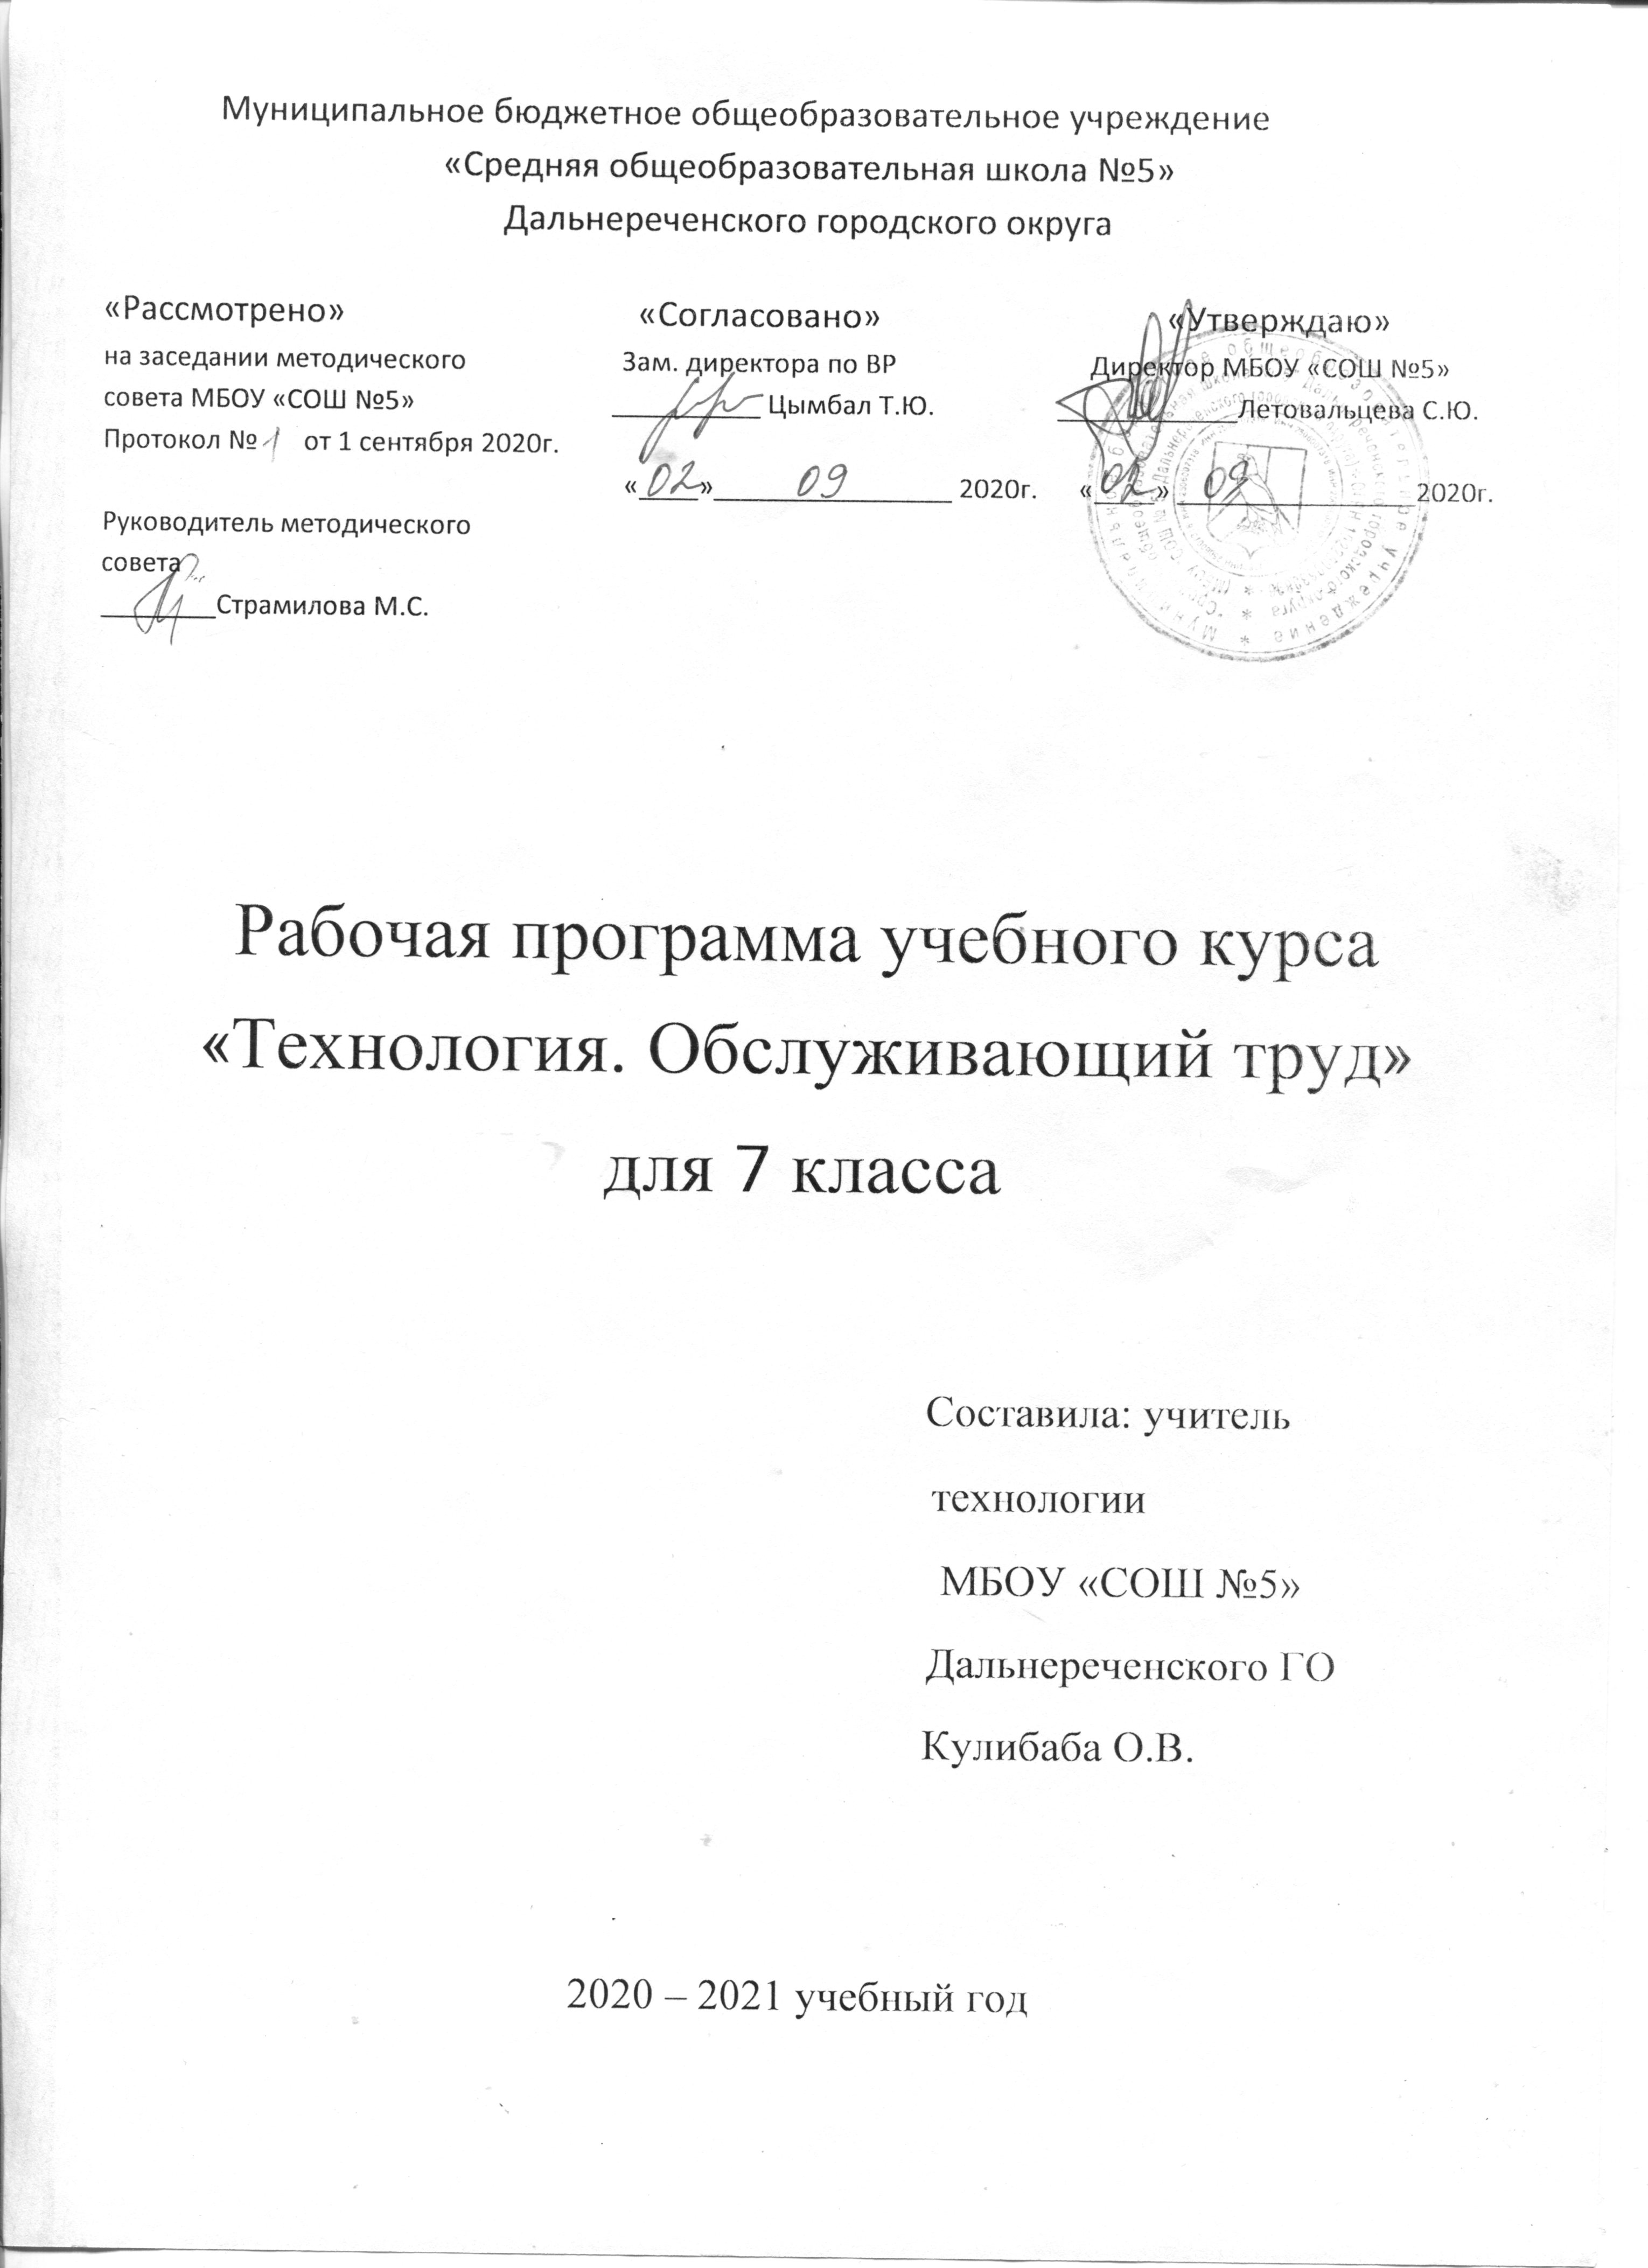 Муниципальное бюджетное общеобразовательное учреждение
«Средняя общеобразовательная школа №5»
Дальнереченского городского округа
«Рассмотрено»
на заседании методического
совета МБОУ «СОШ №5»
Протокол № 1 от 1 сентября 2020г.
Руководитель методического
совета
________Страмилова М.С.
«Согласовано»
Зам. директора по ВР
__________ Цымбал Т.Ю.
«02» 09 2020г.
«Утверждаю»
Директор МБОУ «СОШ №5»
____________Летовальцева С.Ю.
«02» 09 2020г.
Рабочая программа учебного курса
«Технология. Обслуживающий труд»
для 7 класса
Составила: учитель
технологии
МБОУ «СОШ №5»
Дальнереченского ГО
Кулибаба О.В.
2020 – 2021 учебный год